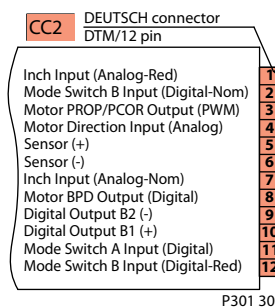 CC2
DEUTSCH connector
DTM/12 pin
Inch Input (Analog-Red) 1
Mode Switch B Input (Digital-Nom) 2
Motor PROP/PCOR Output (PWM) 3
Motor Direction Input (Analog) 4
Sensor (+) 5
Sensor (-) 6
Inch Input (Analog-Nom) 7
Motor BPD Output (Digital) 8
Digital Output B2 (-) 9
Digital Output B1 (+) 10
Mode Switch A Input (Digital) 11
Mode Switch B Input (Digital-Red) 12
P301 30